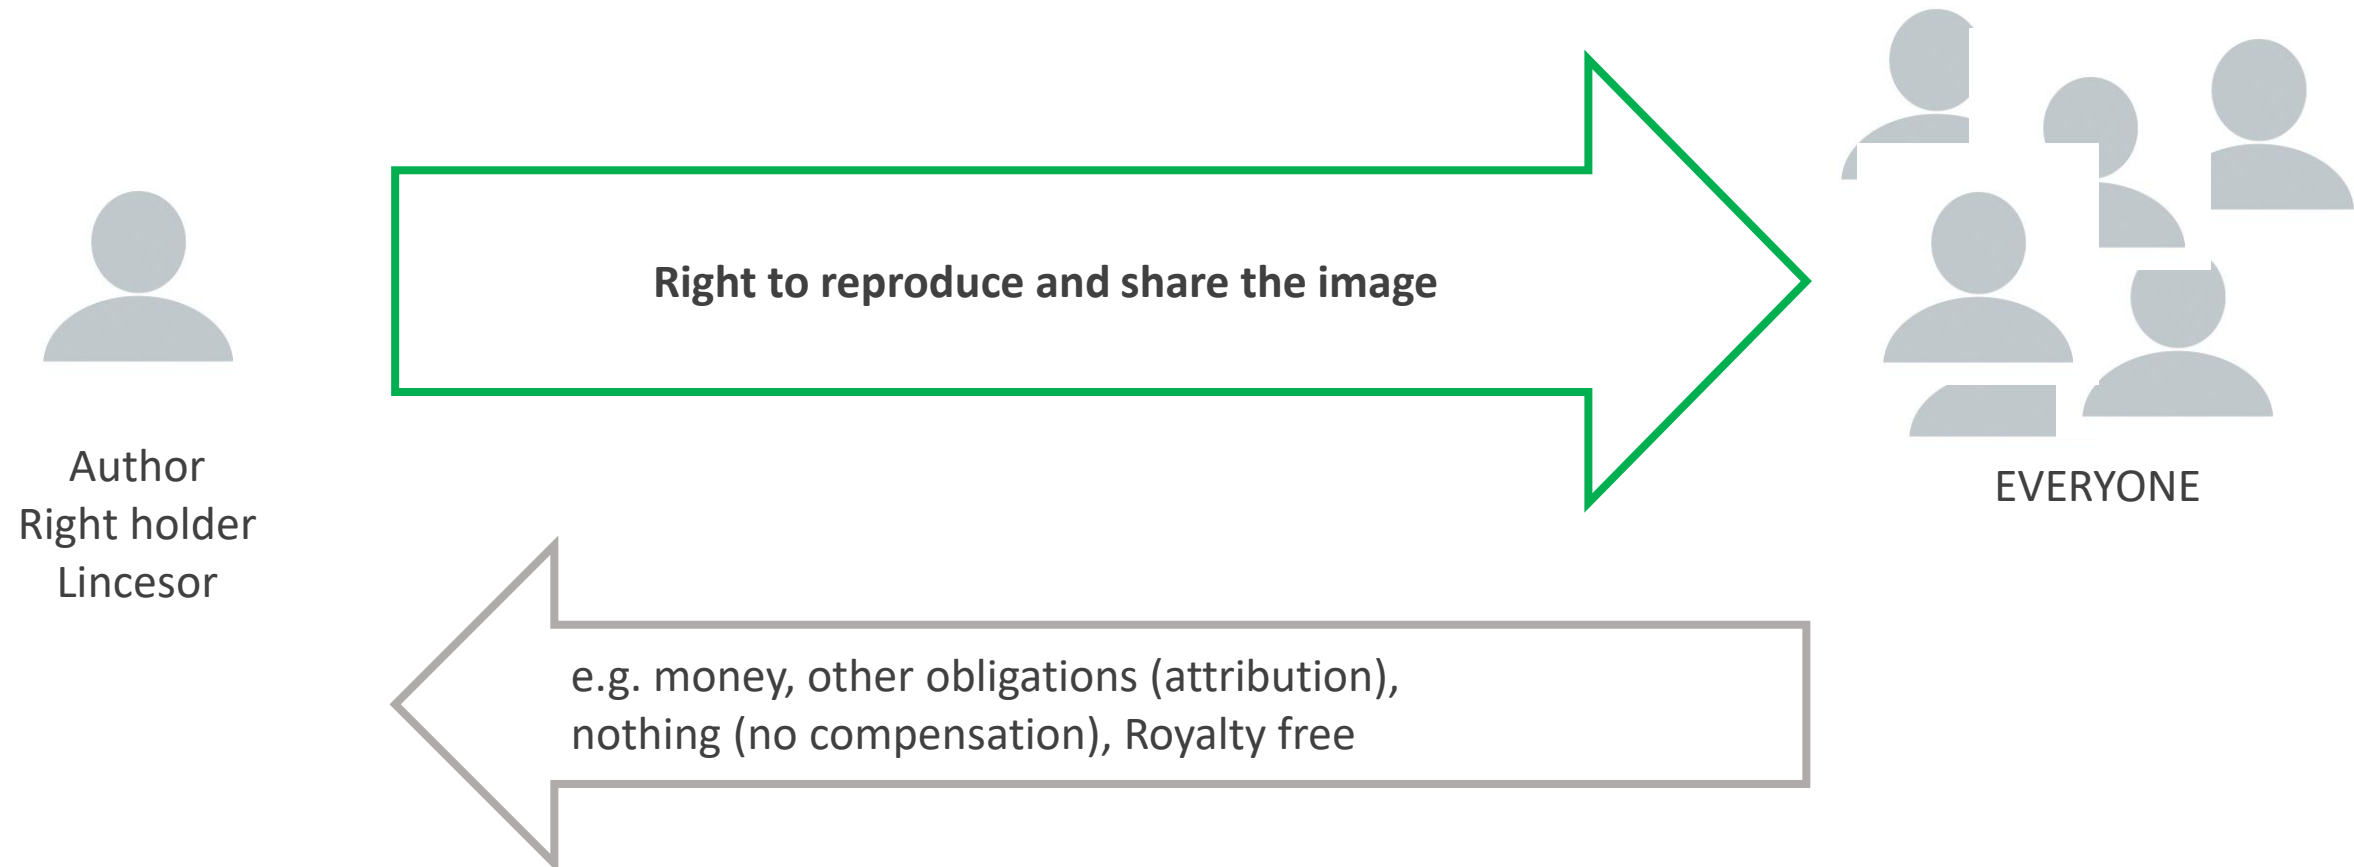 Right to reproduce and share the image
Author
Right holder
Lincesor
EVERYONE
e.g. money, other obligations (attribution),
nothing (no compensation), Royalty free